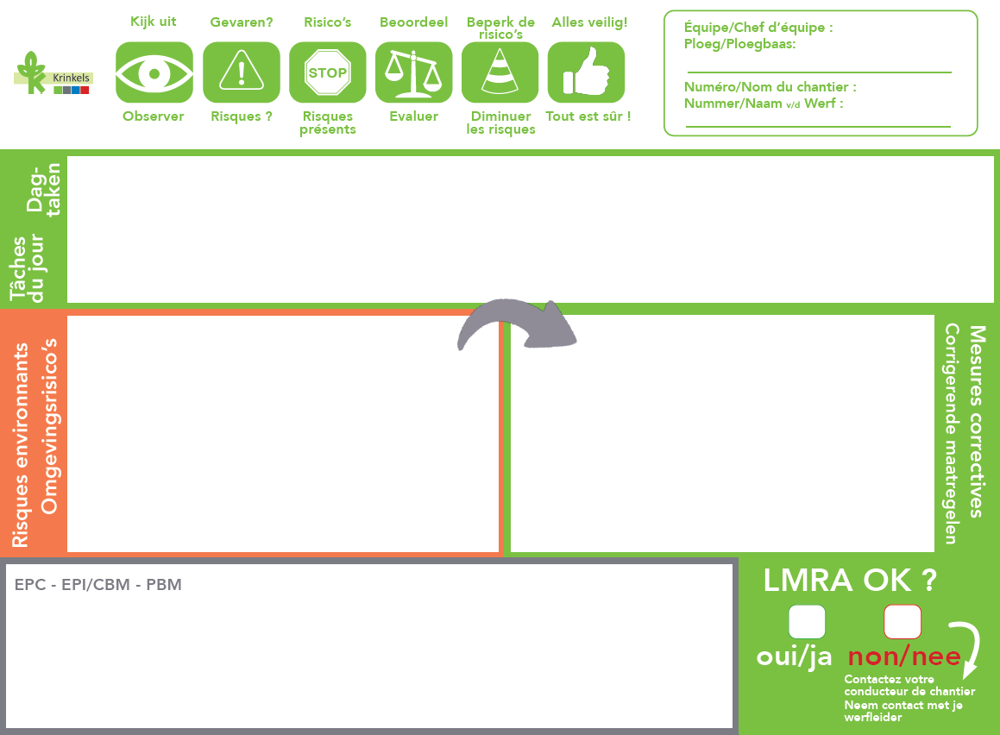 Kijk uit
Gevaren?
Risico's
Beoordeel
Beperk de
risico's
Alles veilig!
Krinkels
STOP
Observer
Risques ?
Risques
présents
Evaluer
Diminuer
les risques
Tout est sûr !
Équipe/Chef d'équipe :
Ploeg/Ploegbaas:
Numéro/Nom du chantier :
Nummer/Naam v/d Werf :
Dag-
taken
Tâches
du jour
Risques environnants
Omgevingsrisico's
Mesures correctives
Corrigerende maatregelen
EPC - EPI/CBM - PBM
LMRA OK ?
oui/ja
non/nee
Contactez votre
conducteur de chantier
Neem contact met je
werfleider